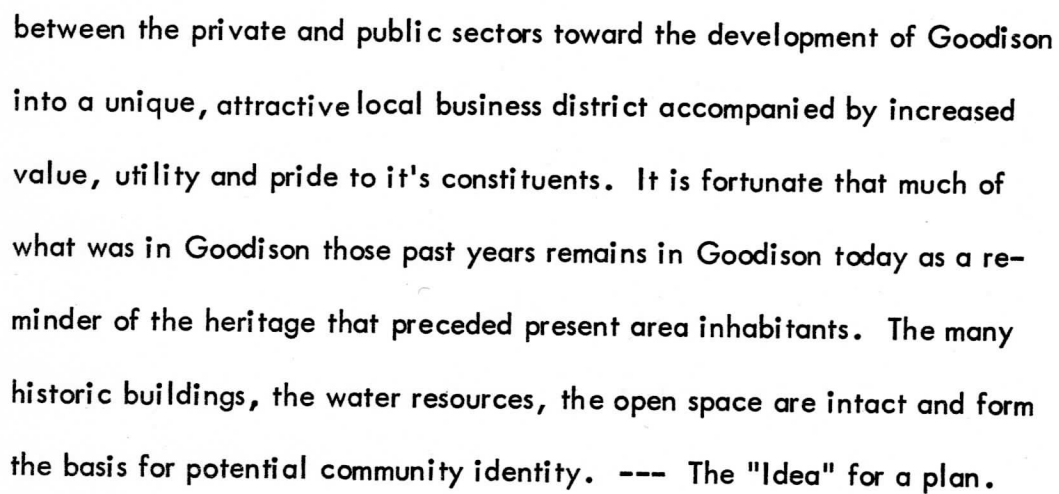 between the private and public sectors toward the development of Goodison
into a unique, attractive local business district accompanied by increased
value, utility and pride to it's constituents. It is fortunate that much of
what was in Goodison those past years remains in Goodison today as a re-
minder of the heritage that preceded present area inhabitants. The many
historic buildings, the water resources, the open space are intact and form
the basis for potential community identity. --- The "Idea" for a plan.